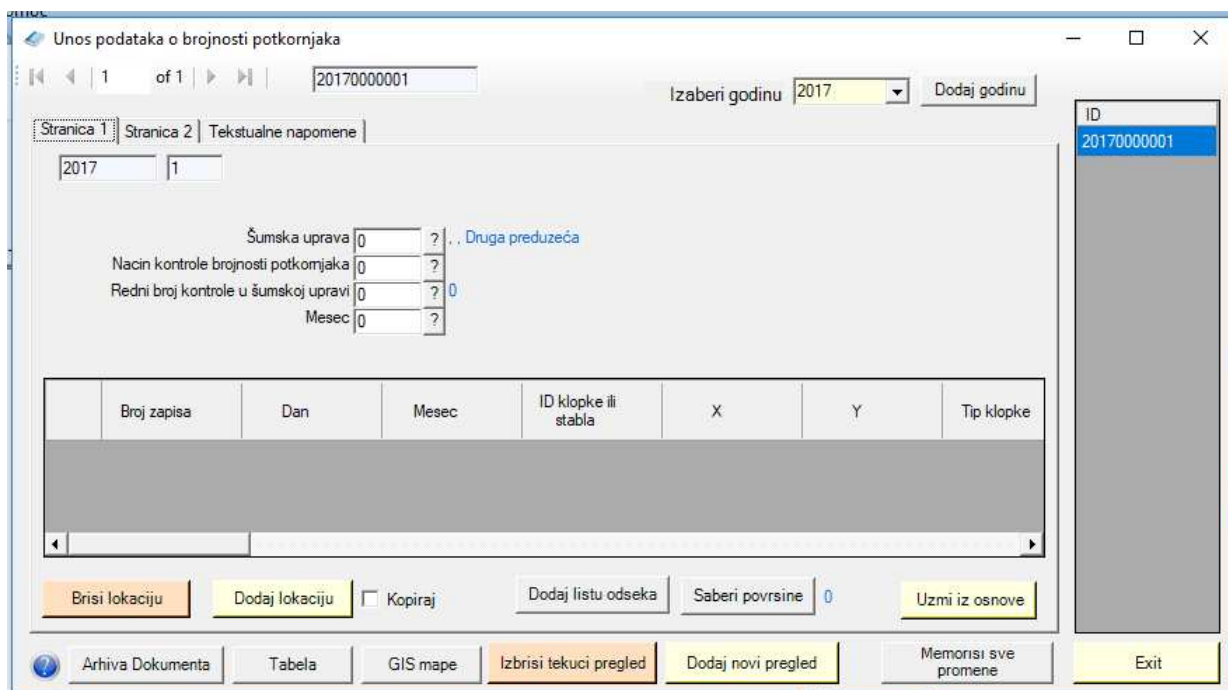 Unos podataka o brojnosti potkornjaka
1 of 1 20170000001
Izaberi godinu 2017 Dodaj godinu
ID
20170000001
Stranica 1 Stranica 2 Tekstualne napomene
2017 1
Šumska uprava 0 ? , , Druga preduzeća
Nacin kontrole brojnosti potkornjaka 0 ?
Redni broj kontrole u šumskoj upravi 0 ? 0
Mesec 0 ?
Broj zapisa Dan Mesec ID klopke ili stabla X Y Tip klopke
Brisi lokaciju Dodaj lokaciju Kopiraj Dodaj listu odseka Saberi povrsine 0 Uzmi iz osnove
? Arhiva Dokumenta Tabela GIS mape Izbrisi tekuci pregled Dodaj novi pregled Memorisi sve promene Exit